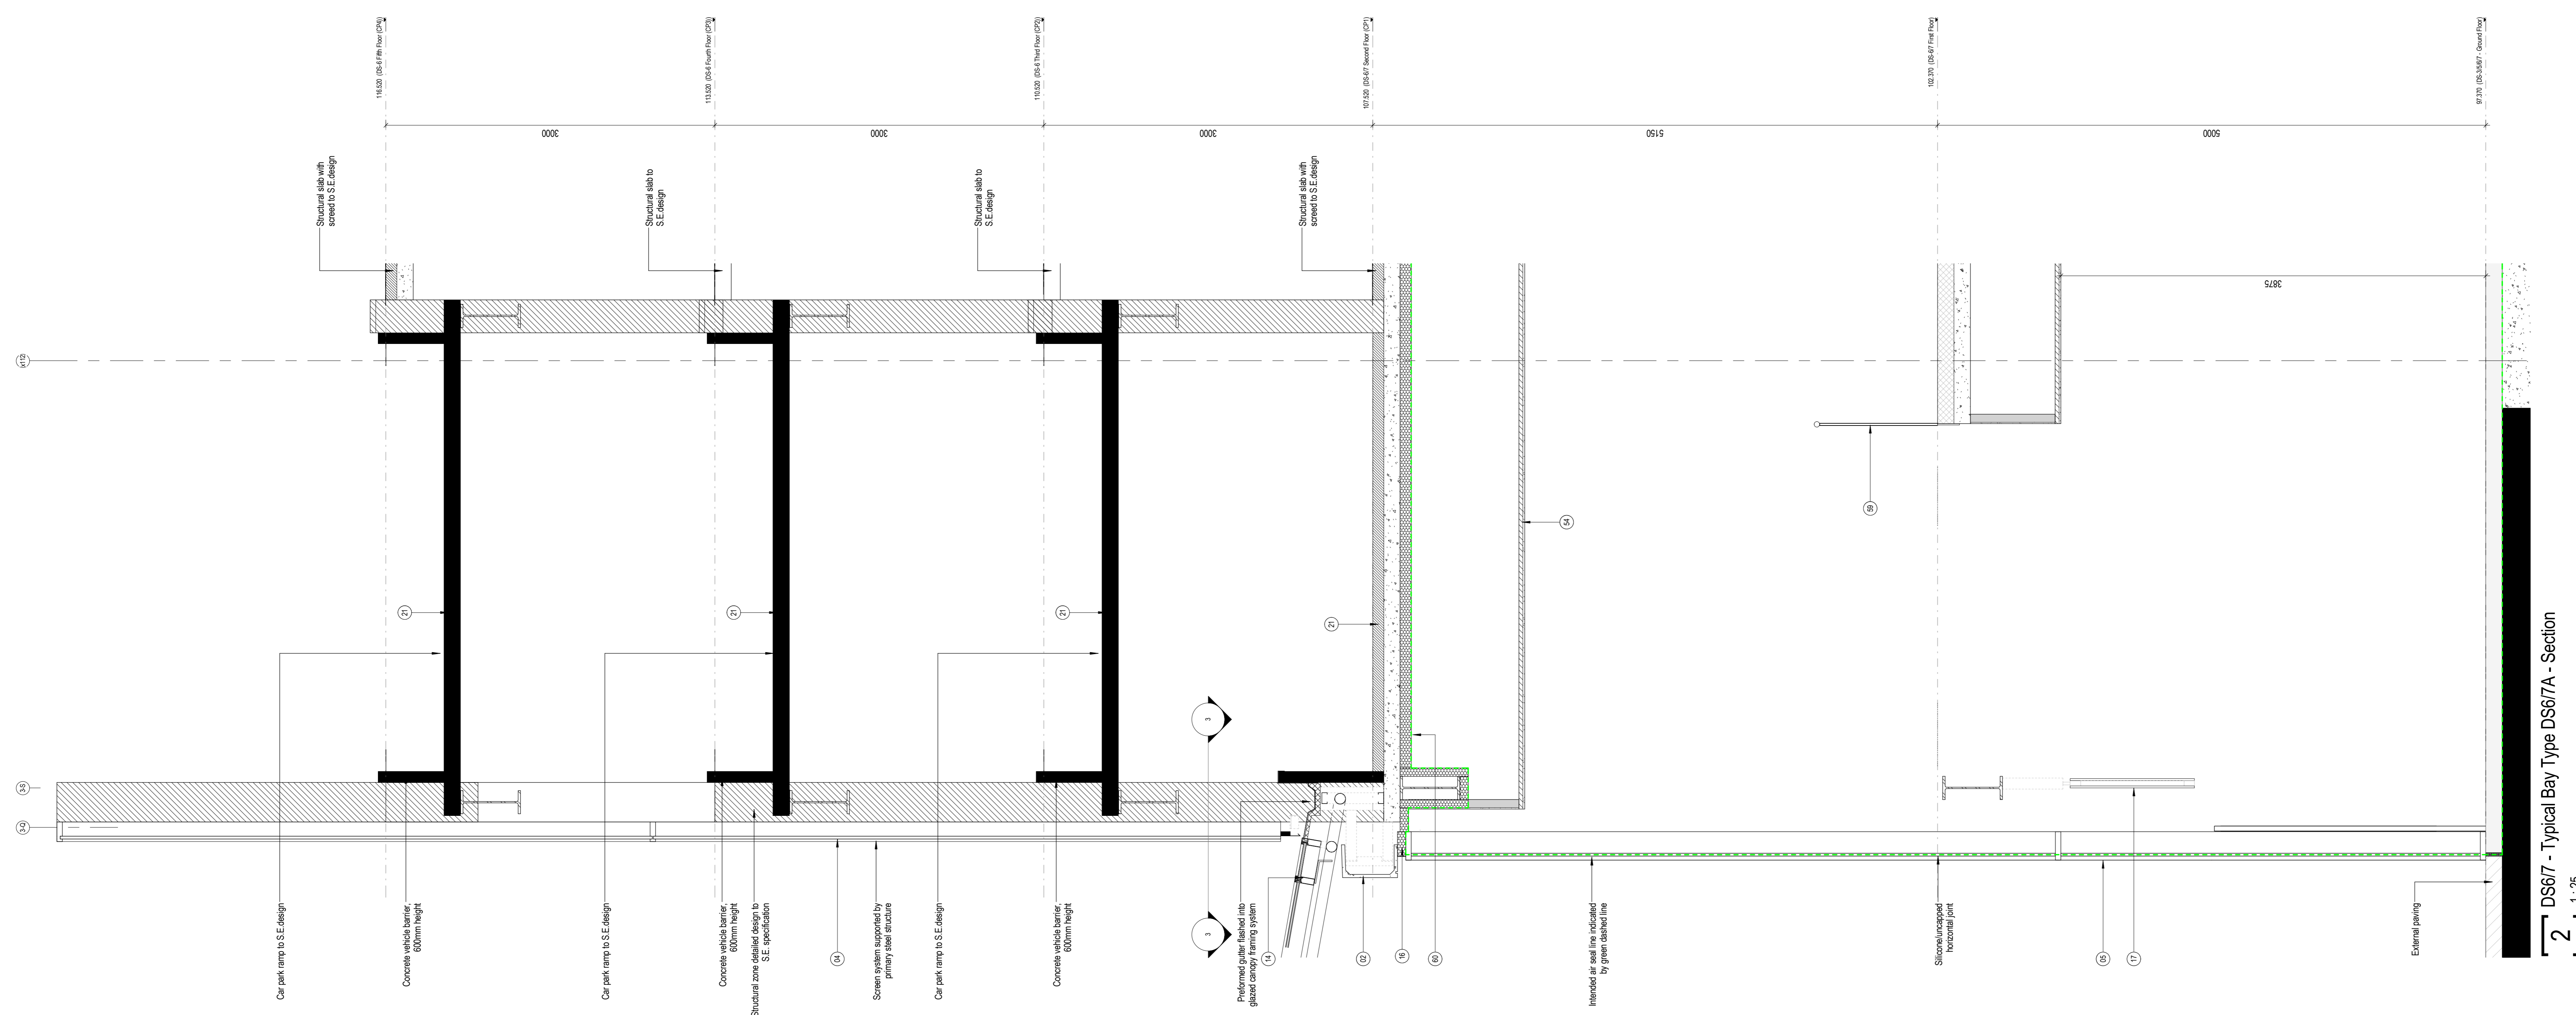 116.520 (DS-6 Fifth Floor (CP4))
113.520 (DS-6 Fourth Floor (CP3))
110.520 (DS-6 Third Floor (CP2))
107.520 (DS-6/7 Second Floor (CP1)
102.370 (DS-6/7 First Floor)
97.370 (DS-3/5/6/7 - Ground Floor)
3000
3000
3000
5150
5000
Structural slab with
screed to S.E.design
Structural slab to
S.E.design
Structural slab to
S.E.design
Structural slab with
screed to S.E.design
3875
(x112)
59
54
21
21
21
21
3
60
3-S
3-Q
17
3
Car park ramp to S.E.design
Concrete vehicle barrier,
600mm height
Car park ramp to S.E.design
Concrete vehicle barrier,
600mm height
Structural zone detailed design to
S.E. specification
04
Screen system supported by
primary steel structure
Car park ramp to S.E.design
Concrete vehicle barrier,
600mm height
Preformed gutter flashed into
glazed canopy framing system
14
02
16
Intended air seal line indicated
by green dashed line
Silicone/uncapped
horizontal joint
05
External paving
2
DS6/7 - Typical Bay Type DS6/7A - Section
1 : 25